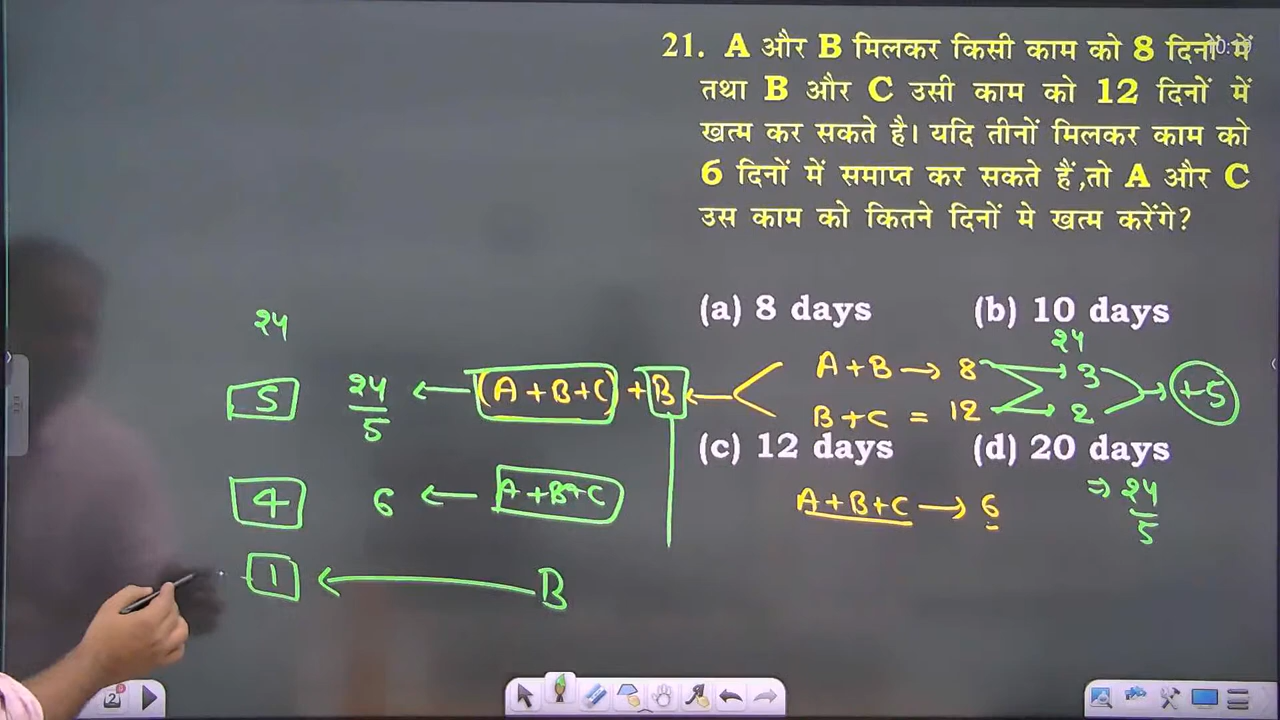 21. A और B मिलकर किसी काम को 8 दिनों में
तथा B और C उसी काम को 12 दिनों में
खत्म कर सकते है। यदि तीनों मिलकर काम को
6 दिनों में समाप्त कर सकते हैं,तो A और C
उस काम को कितने दिनों मे खत्म करेंगे?
(a) 8 days (b) 10 days
24
24
5 24/5 ← (A+B+C) + B ← A+B → 8 3 → +5
B+C = 12 2
(c) 12 days (d) 20 days
4 6 ← A+B+C A+B+C → 6 ⇒ 24/5
1 ← B
2